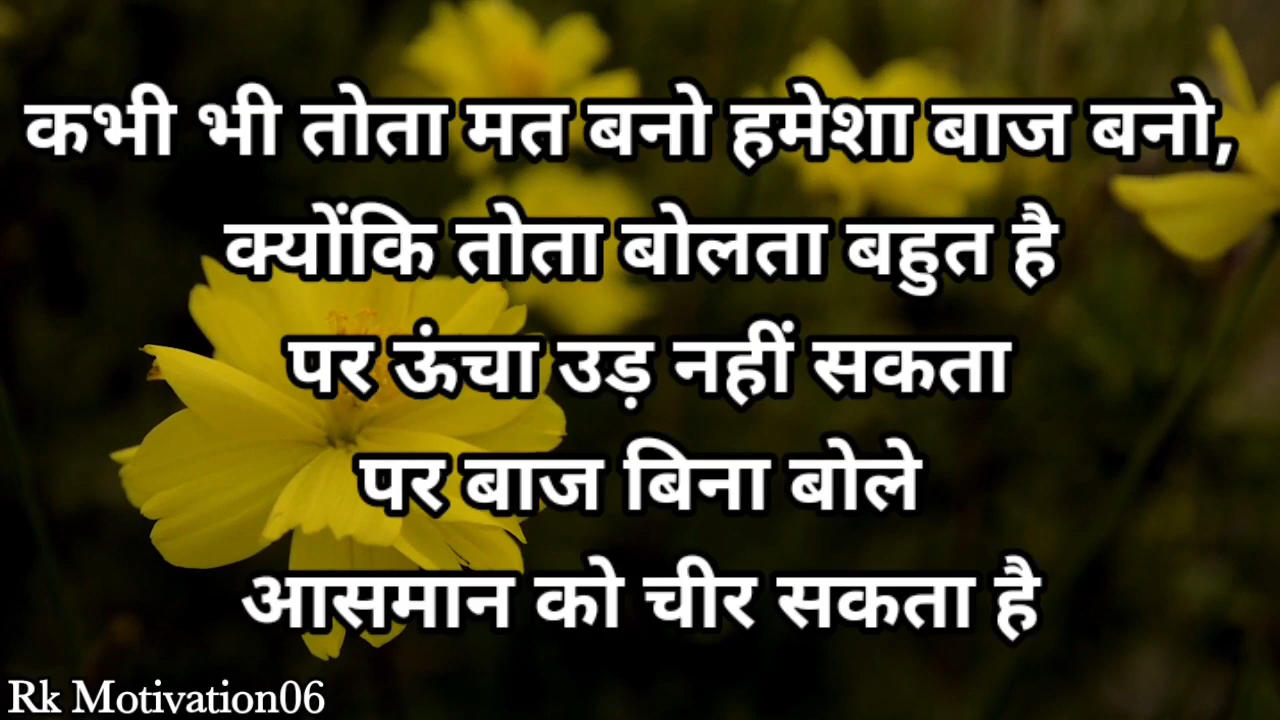 कभी भी तोता मत बनो हमेशा बाज बनो,
क्योंकि तोता बोलता बहुत है
पर ऊंचा उड़ नहीं सकता
पर बाज बिना बोले
आसमान को चीर सकता है
Rk Motivation06